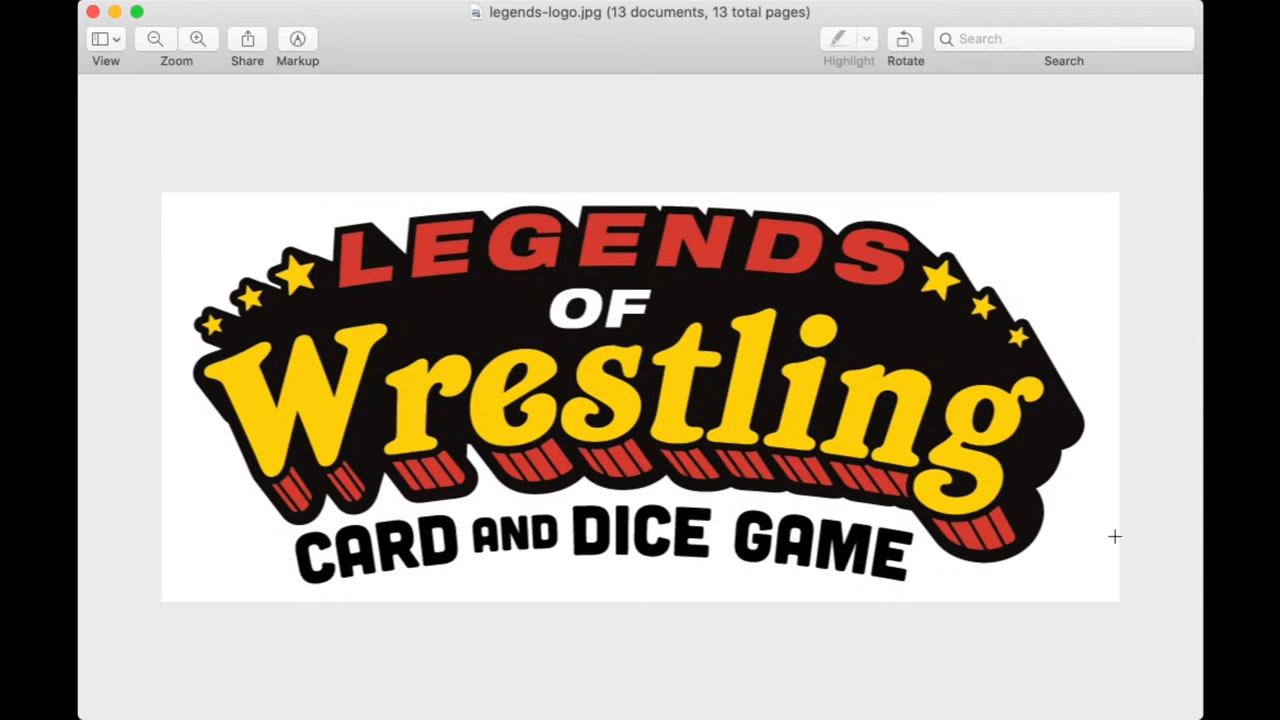 legends-logo.jpg (13 documents, 13 total pages)
Search
View Zoom Share Markup Highlight Rotate Search
LEGENDS
OF
Wrestling
CARD AND DICE GAME